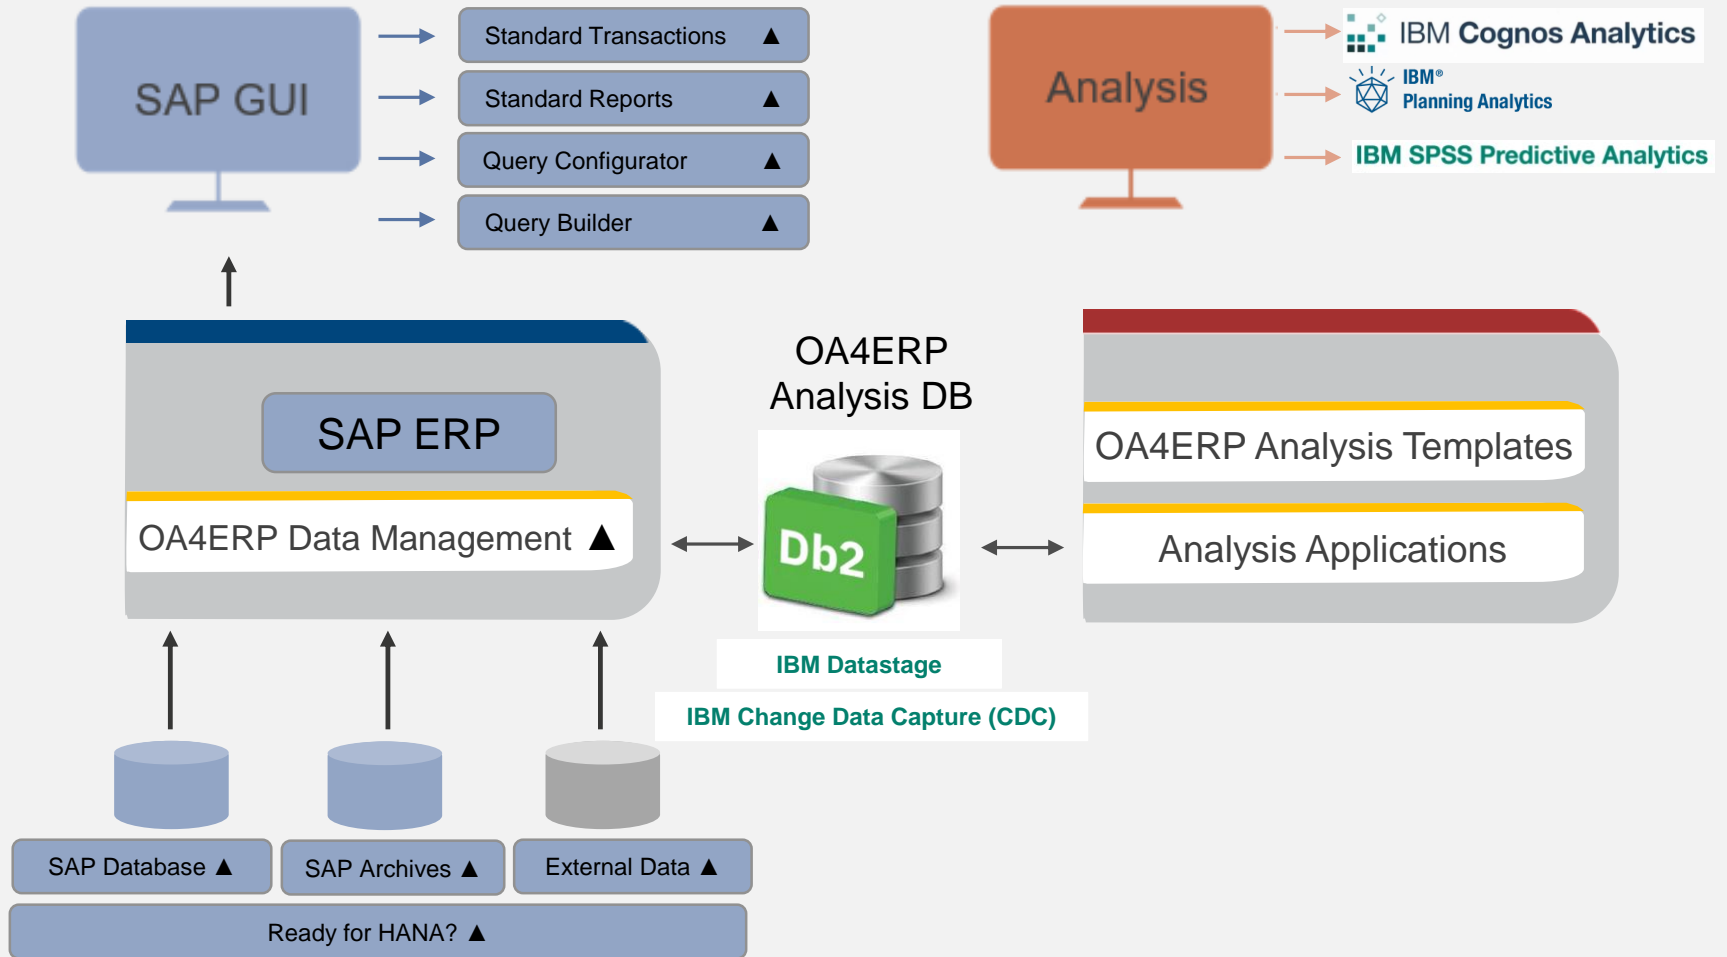 SAP GUI
Standard Transactions ▲
Standard Reports ▲
Query Configurator ▲
Query Builder ▲
Analysis
IBM Cognos Analytics
IBM®
Planning Analytics
IBM SPSS Predictive Analytics
SAP ERP
OA4ERP Data Management ▲
OA4ERP
Analysis DB
Db2
IBM Datastage
IBM Change Data Capture (CDC)
OA4ERP Analysis Templates
Analysis Applications
SAP Database ▲
SAP Archives ▲
External Data ▲
Ready for HANA? ▲